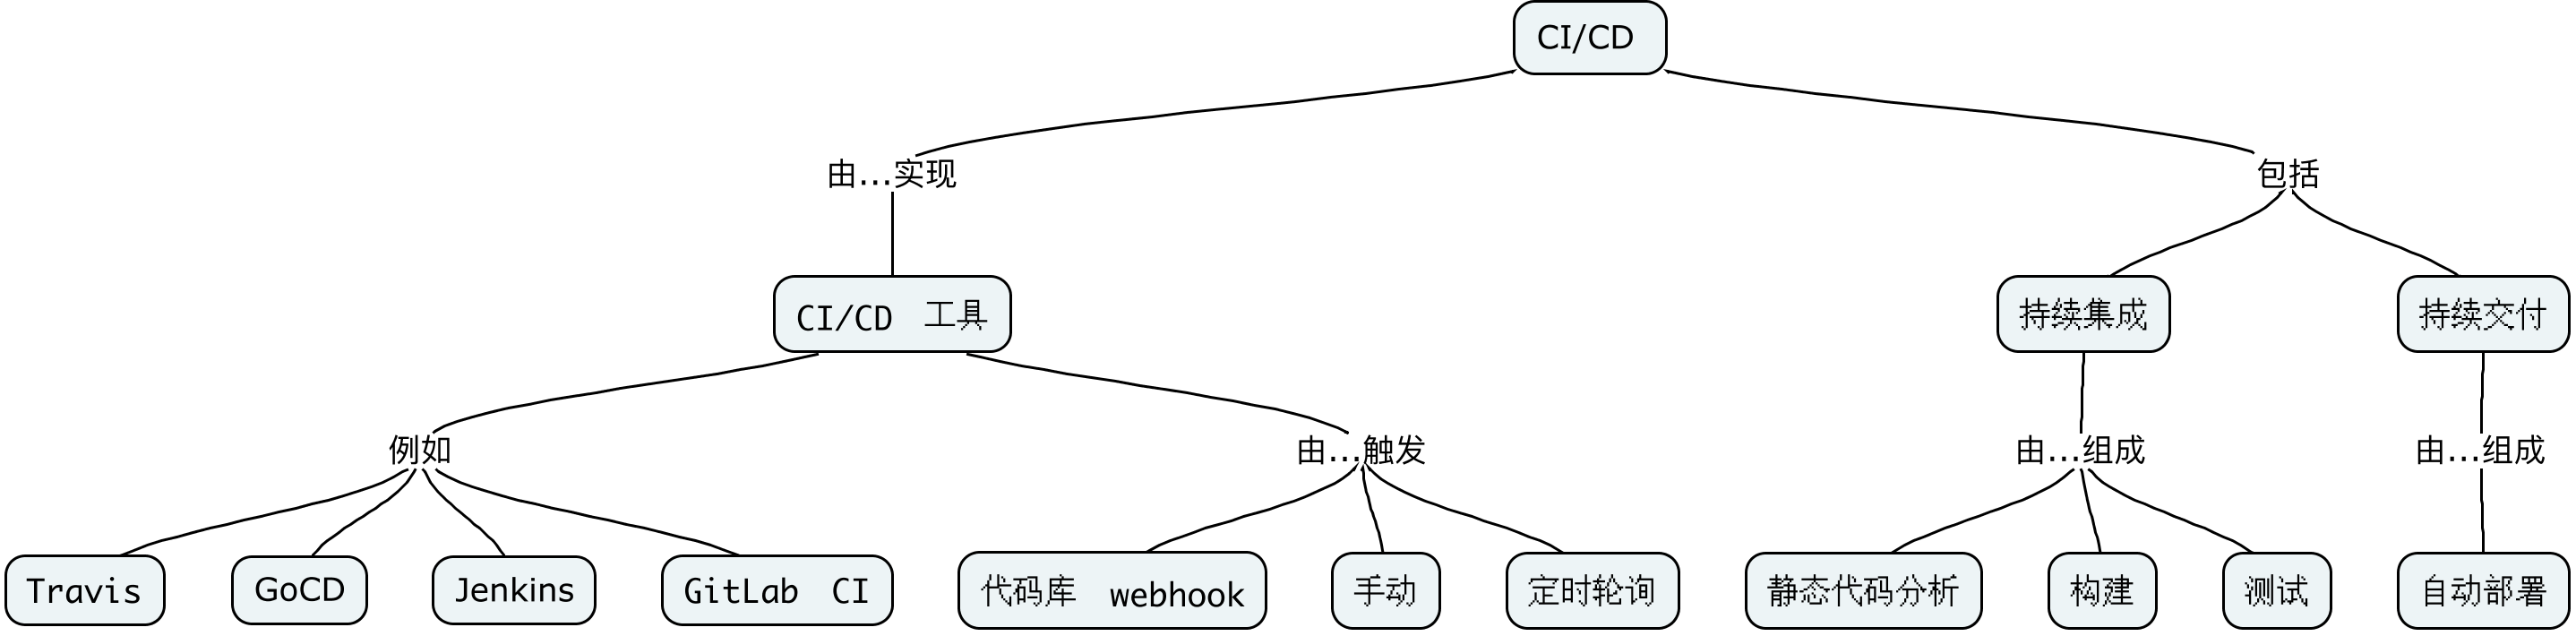 CI/CD
由...实现
包括
CI/CD 工具
持续集成
持续交付
例如
由...触发
由...组成
由...组成
Travis
GoCD
Jenkins
GitLab CI
代码库 webhook
手动
定时轮询
静态代码分析
构建
测试
自动部署